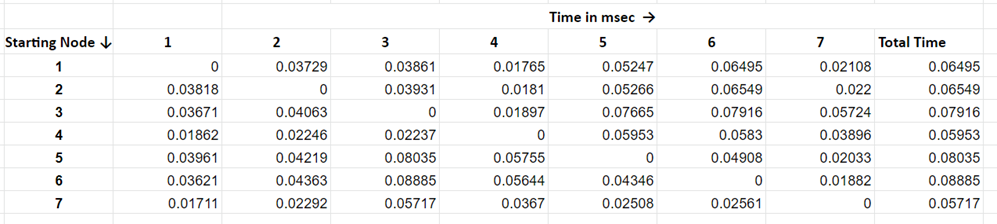 Time in msec →
Starting Node ↓ 1 2 3 4 5 6 7 Total Time
1 0 0.03729 0.03861 0.01765 0.05247 0.06495 0.02108 0.06495
2 0.03818 0 0.03931 0.0181 0.05266 0.06549 0.022 0.06549
3 0.03671 0.04063 0 0.01897 0.07665 0.07916 0.05724 0.07916
4 0.01862 0.02246 0.02237 0 0.05953 0.0583 0.03896 0.05953
5 0.03961 0.04219 0.08035 0.05755 0 0.04908 0.02033 0.08035
6 0.03621 0.04363 0.08885 0.05644 0.04346 0 0.01882 0.08885
7 0.01711 0.02292 0.05717 0.0367 0.02508 0.02561 0 0.05717